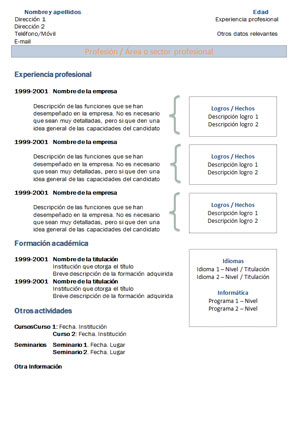 Nombre y apellidos
Dirección 1
Dirección 2
Teléfono/Móvil
E-mail
Edad
Experiencia profesional
Otros datos relevantes
Profesión / Área o sector profesional
Experiencia profesional
1999-2001 Nombre de la empresa
Descripción de las funciones que se han
desempeñado en la empresa. No es necesario
que sean muy detalladas, pero si que den una
idea general de las capacidades del candidato
Logros / Hechos
Descripción logro 1
Descripción logro 2
1999-2001 Nombre de la empresa
Descripción de las funciones que se han
desempeñado en la empresa. No es necesario
que sean muy detalladas, pero si que den una
idea general de las capacidades del candidato
Logros / Hechos
Descripción logro 1
Descripción logro 2
1999-2001 Nombre de la empresa
Descripción de las funciones que se han
desempeñado en la empresa. No es necesario
que sean muy detalladas, pero si que den una
idea general de las capacidades del candidato
Logros / Hechos
Descripción logro 1
Descripción logro 2
Formación académica
1999-2001 Nombre de la titulación
Institución que otorga el título
Breve descripción de la formación adquirida
1999-2001 Nombre de la titulación
Institución que otorga el título
Breve descripción de la formación adquirida
Idiomas
Idioma 1 – Nivel / Titulación
Idioma 2 – Nivel / Titulación
Informática
Programa 1 – Nivel
Programa 2 – Nivel
Otros actividades
CursosCurso 1: Fecha. Institución
Curso 2: Fecha. Institución
Seminarios Seminario 1. Fecha. Lugar
Seminario 2. Fecha. Lugar
Otra Información